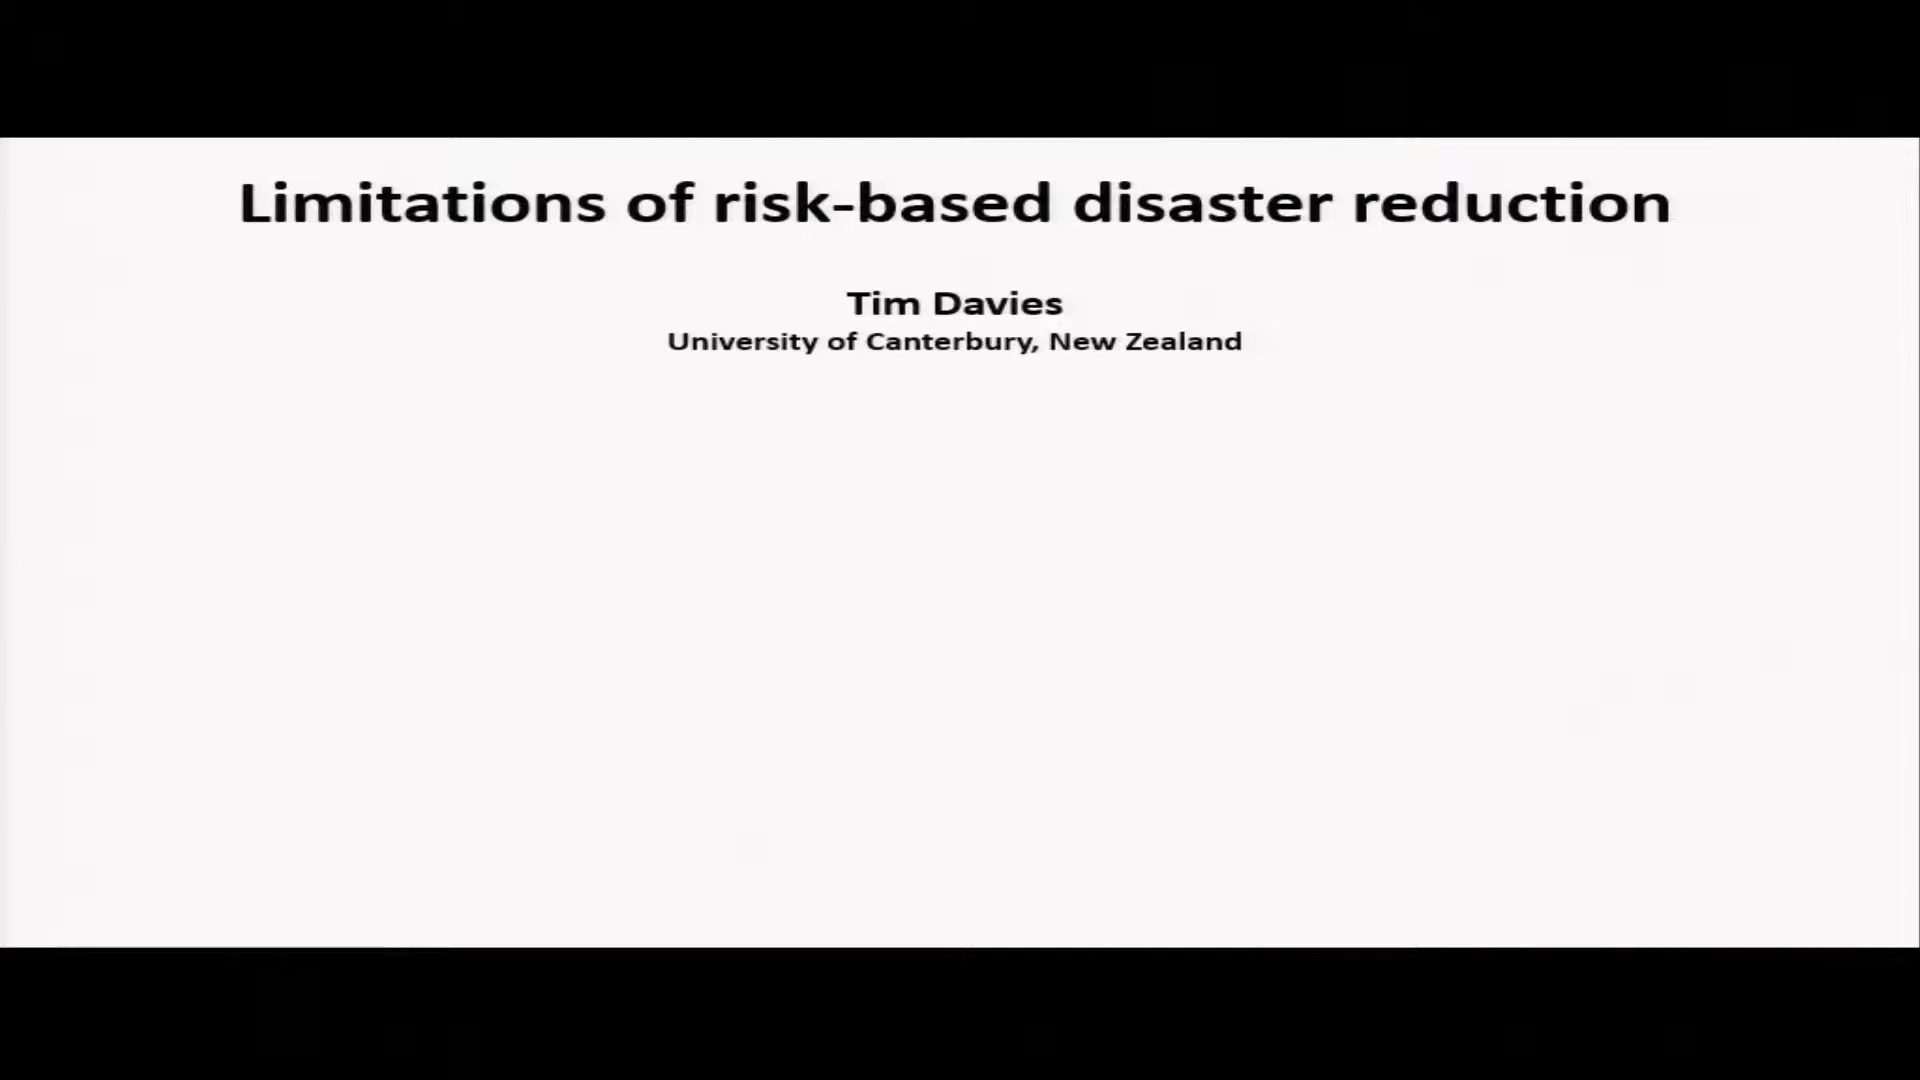 Limitations of risk-based disaster reduction
Tim Davies
University of Canterbury, New Zealand